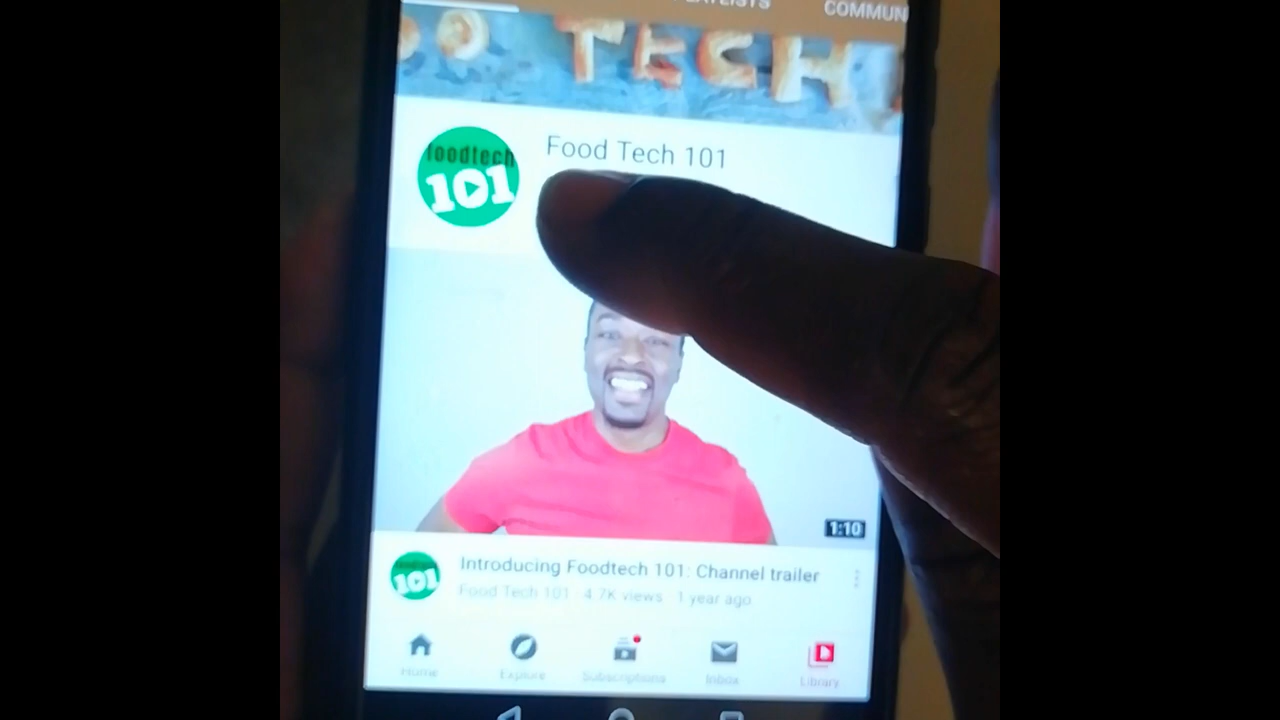 COMMUN
TECH
Food Tech 101
foodtech
101
1:10
Introducing Foodtech 101: Channel trailer
101
Food Tech 101 4.7K views 1 year ago
Home
Explore
Subscriptions
Inbox
Library